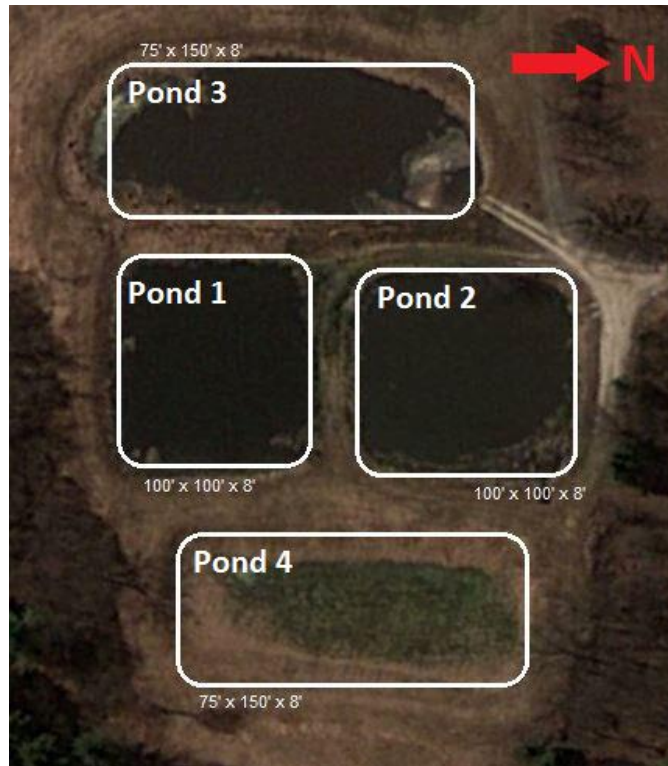 75' x 150' x 8'
Pond 3
N
Pond 1
Pond 2
100' x 100' x 8'
100' x 100' x 8'
Pond 4
75' x 150' x 8'